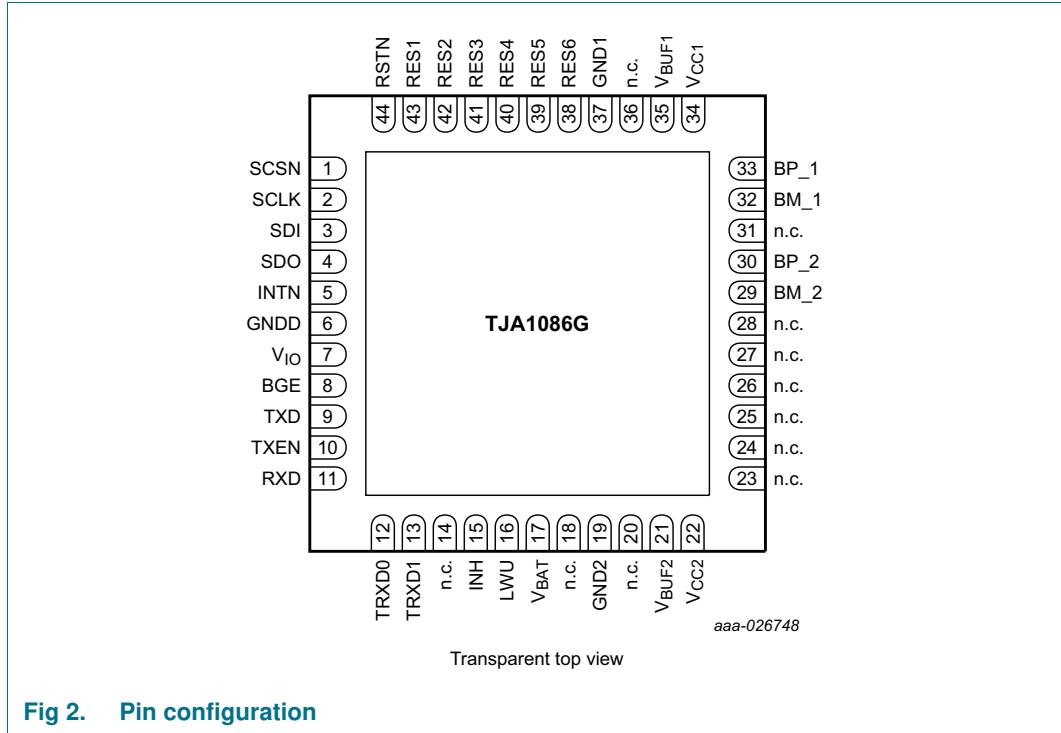 RSTN RES1 RES2 RES3 RES4 RES5 RES6 GND1 n.c. VBUF1 VCC1
44 43 42 41 40 39 38 37 36 35 34
SCSN 1 33 BP_1
SCLK 2 32 BM_1
SDI 3 31 n.c.
SDO 4 30 BP_2
INTN 5 29 BM_2
GNDD 6 TJA1086G 28 n.c.
VIO 7 27 n.c.
BGE 8 26 n.c.
TXD 9 25 n.c.
TXEN 10 24 n.c.
RXD 11 23 n.c.
12 13 14 15 16 17 18 19 20 21 22
TRXD0 TRXD1 n.c. INH LWU VBAT n.c. GND2 n.c. VBUF2 VCC2
aaa-026748
Transparent top view
Fig 2. Pin configuration